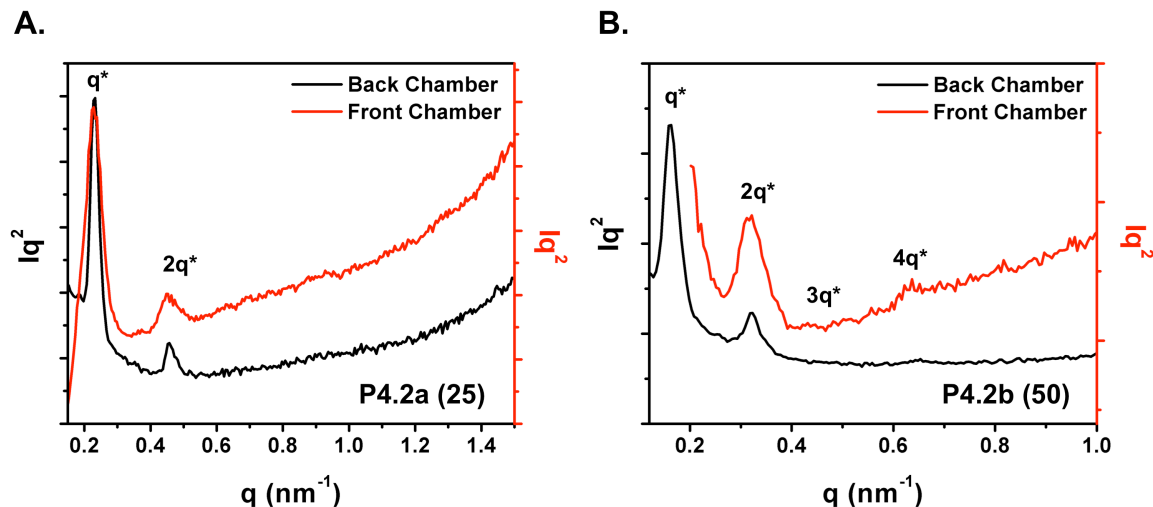 A.
q*
2q*
Back Chamber
Front Chamber
P4.2a (25)
Iq²
Iq²
0.2 0.4 0.6 0.8 1.0 1.2 1.4
q (nm⁻¹)
B.
q*
2q*
3q*
4q*
Back Chamber
Front Chamber
P4.2b (50)
Iq²
Iq²
0.2 0.4 0.6 0.8 1.0
q (nm⁻¹)